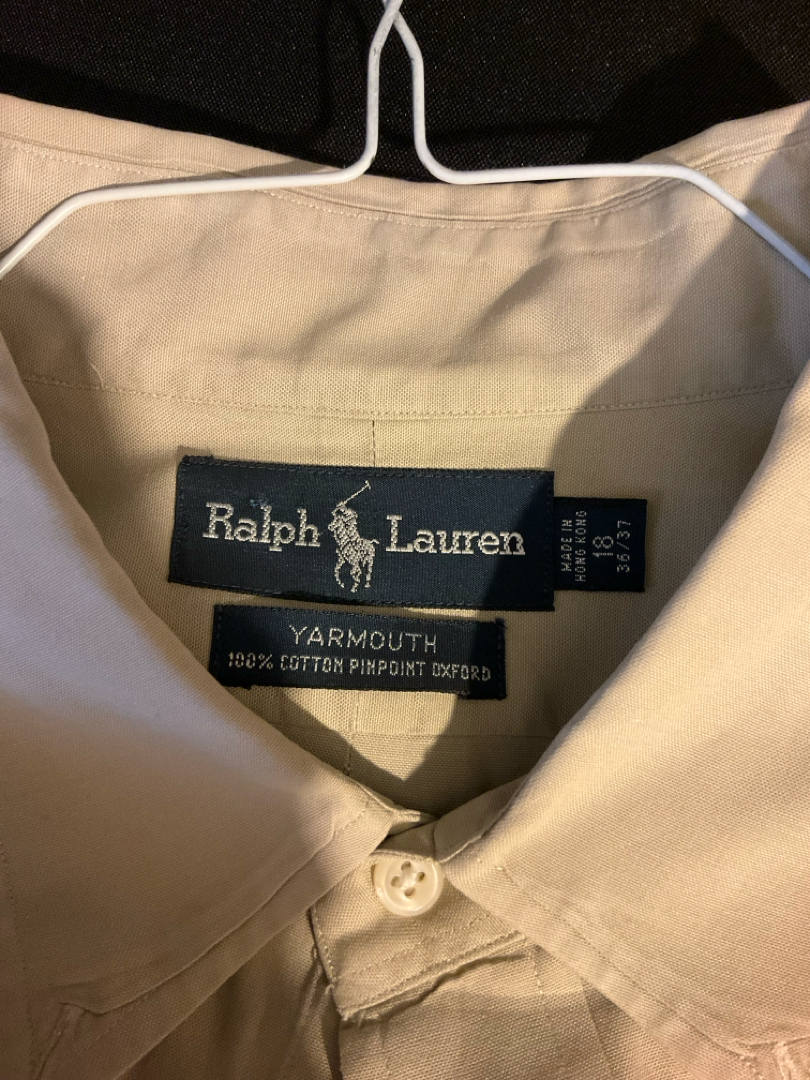 Ralph Lauren
MADE IN
HONG KONG
18
36/37
YARMOUTH
100% COTTON PINPOINT OXFORD